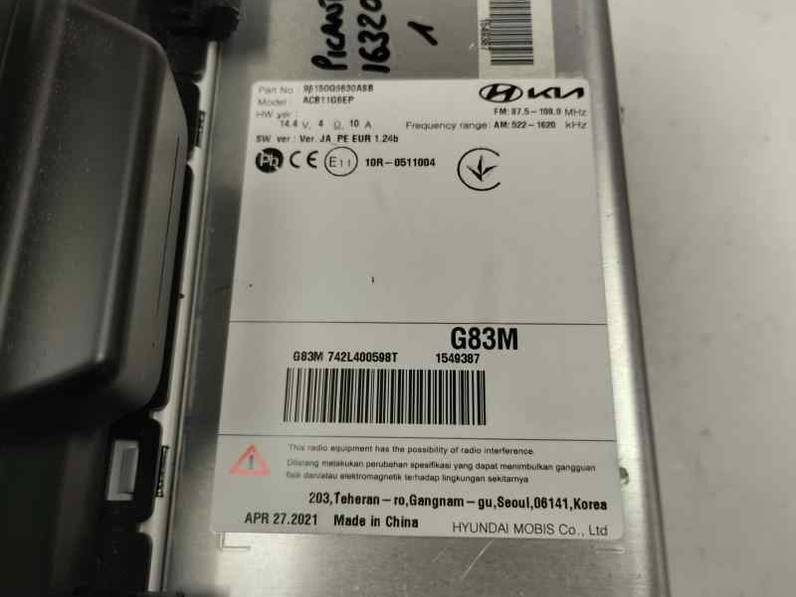 PICANT
16320
1
1549387
Part No : 96150G6630ASB
Model : ACB11G6EP
HW ver :
14.4 V, 4 Ω, 10 A
SW ver : Ver. JA_PE EUR 1.24b
HYUNDAI KIA
FM: 87.5-108.0 MHz
Frequency range: AM: 522-1620 kHz
Pb CE E11 10R-0511004
G83M
G83M 742L400598T 1549387
This radio equipment has the possibility of radio interference.
Dilarang melakukan perubahan spesifikasi yang dapat menimbulkan gangguan
fisik dan/atau elektromagnetik terhadap lingkungan sekitarnya
203,Teheran-ro,Gangnam-gu,Seoul,06141,Korea
APR 27.2021 Made in China HYUNDAI MOBIS Co., Ltd